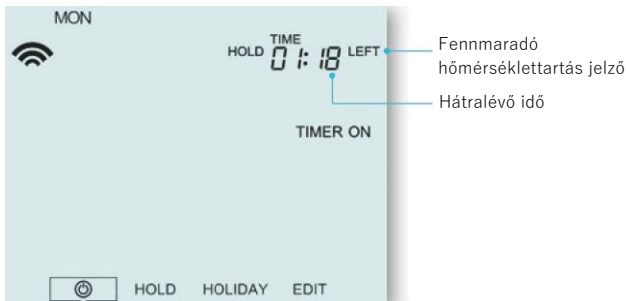 MON
TIME
HOLD 01:18 LEFT
Fennmaradó
hőmérséklettartás jelző
Hátralévő idő
TIMER ON
HOLD HOLIDAY EDIT